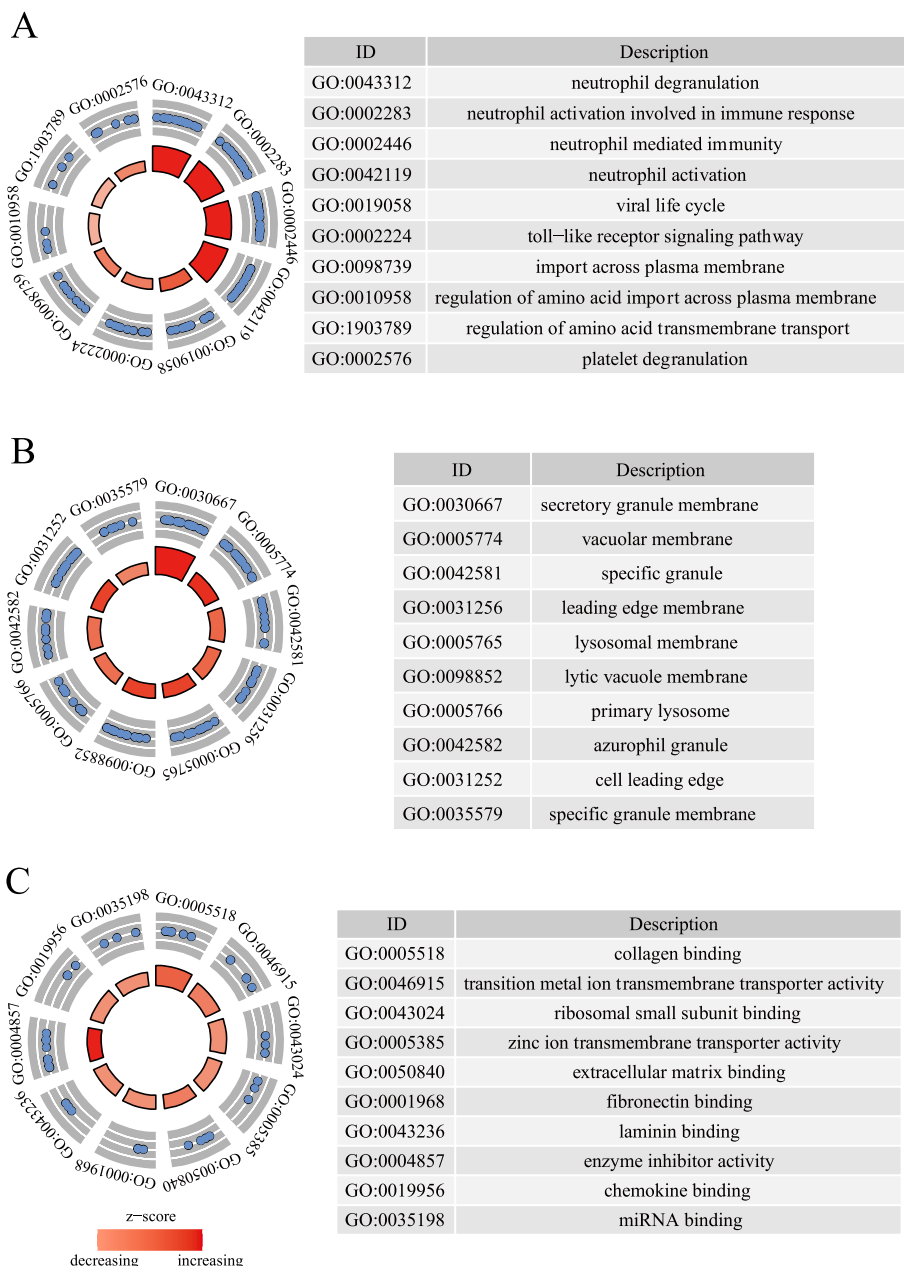 A
GO:0043312
GO:0002283
GO:0002446
GO:0042119
GO:0019058
GO:0002224
GO:0098739
GO:0010958
GO:1903789
GO:0002576
ID Description
GO:0043312 neutrophil degranulation
GO:0002283 neutrophil activation involved in immune response
GO:0002446 neutrophil mediated immunity
GO:0042119 neutrophil activation
GO:0019058 viral life cycle
GO:0002224 toll−like receptor signaling pathway
GO:0098739 import across plasma membrane
GO:0010958 regulation of amino acid import across plasma membrane
GO:1903789 regulation of amino acid transmembrane transport
GO:0002576 platelet degranulation
B
GO:0030667
GO:0005774
GO:0042581
GO:0031256
GO:0005765
GO:0098852
GO:0005766
GO:0042582
GO:0031252
GO:0035579
ID Description
GO:0030667 secretory granule membrane
GO:0005774 vacuolar membrane
GO:0042581 specific granule
GO:0031256 leading edge membrane
GO:0005765 lysosomal membrane
GO:0098852 lytic vacuole membrane
GO:0005766 primary lysosome
GO:0042582 azurophil granule
GO:0031252 cell leading edge
GO:0035579 specific granule membrane
C
GO:0005518
GO:0046915
GO:0043024
GO:0005385
GO:0050840
GO:0001968
GO:0043236
GO:0004857
GO:0019956
GO:0035198
ID Description
GO:0005518 collagen binding
GO:0046915 transition metal ion transmembrane transporter activity
GO:0043024 ribosomal small subunit binding
GO:0005385 zinc ion transmembrane transporter activity
GO:0050840 extracellular matrix binding
GO:0001968 fibronectin binding
GO:0043236 laminin binding
GO:0004857 enzyme inhibitor activity
GO:0019956 chemokine binding
GO:0035198 miRNA binding
z−score
decreasing increasing